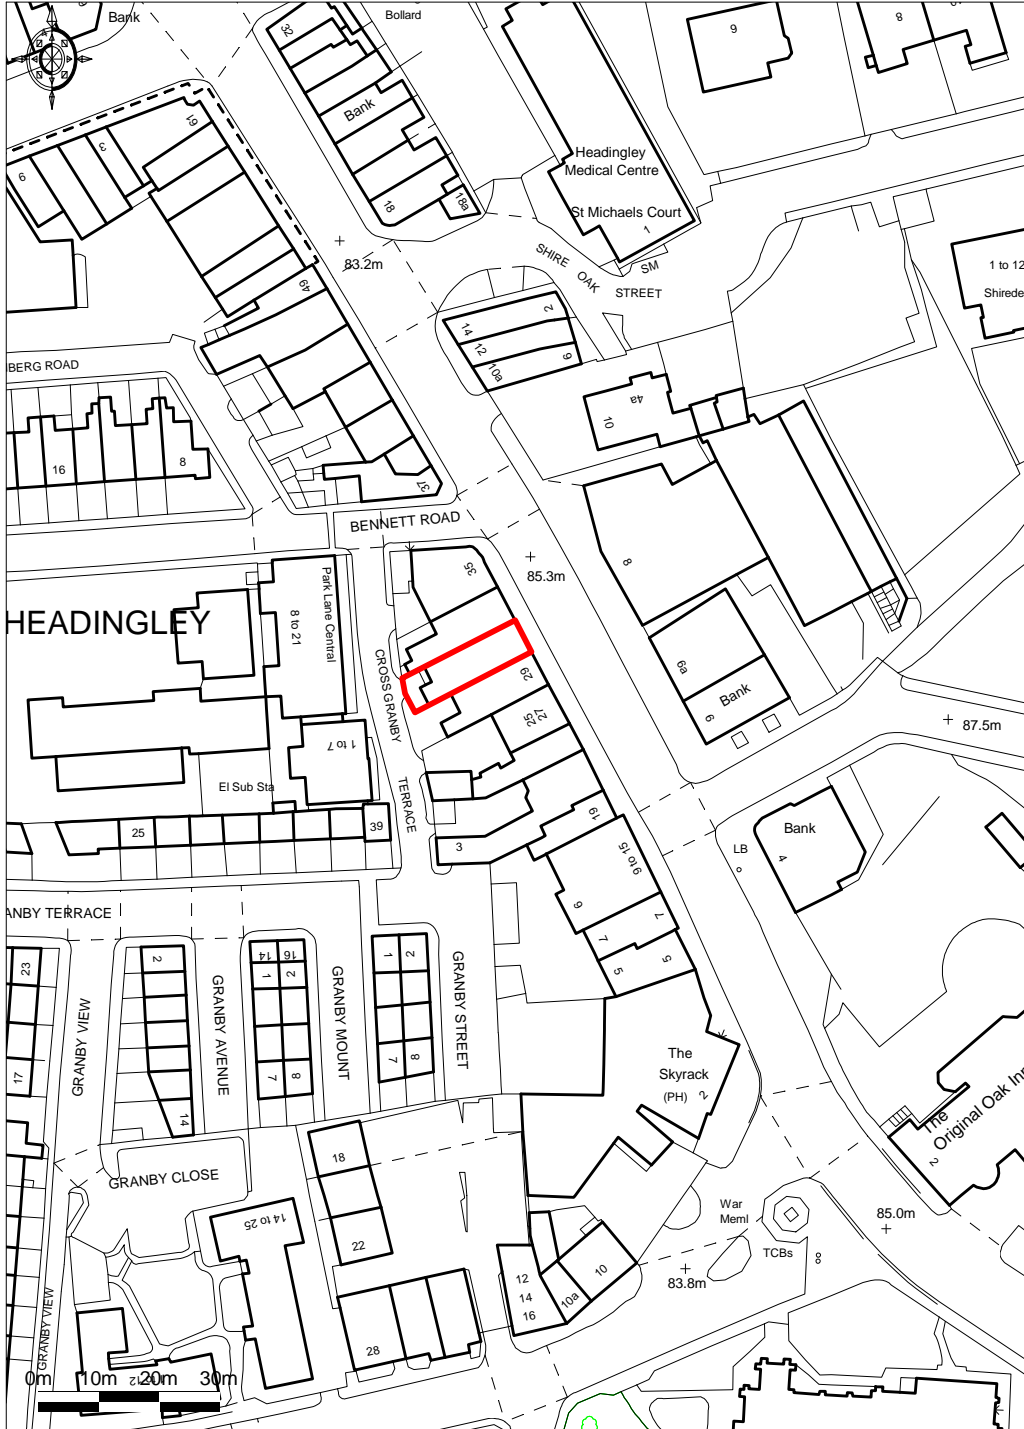 Bank
Bollard
32
9
8
61
3
9
Bank
Headingley
Medical Centre
18
18a
St Michaels Court
1
83.2m
SHIRE OAK STREET
SM
1 to 12
Shirede
49
2
14
12
10a
9
BERG ROAD
4a
10
16
8
37
BENNETT ROAD
85.3m
35
8
Park Lane Central
8 to 21
HEADINGLEY
CROSS GRANBY TERRACE
29
6a
Bank
6
27
25
87.5m
1 to 7
El Sub Sta
19
25
39
3
9 to 15
Bank
4
LB
9
7
7
5
5
ANBY TERRACE
23
2
14
16
1
2
1
2
GRANBY VIEW
GRANBY AVENUE
GRANBY MOUNT
GRANBY STREET
17
14
7
8
7
8
The
Skyrack
(PH)
2
The
Original Oak Inn
2
18
GRANBY CLOSE
14 to 25
22
War
Meml
85.0m
TCBs
83.8m
12
14
16
10a
10
GRANBY VIEW
28
0m
10m
20m
30m